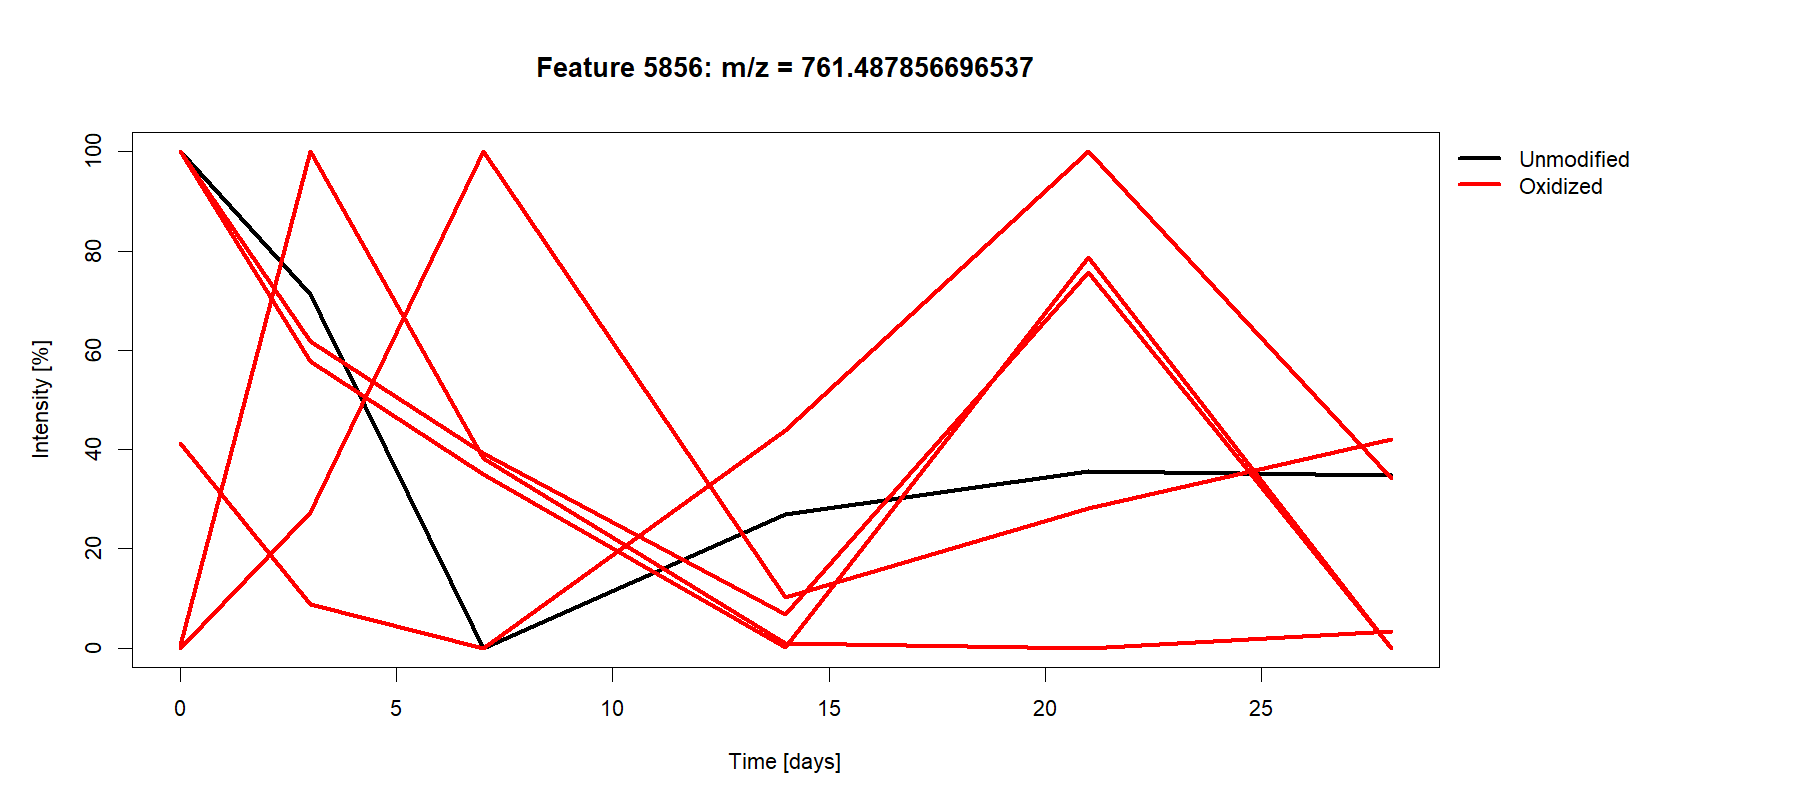 Feature 5856: m/z = 761.487856696537
Unmodified
Oxidized
Intensity [%]
100
80
60
40
20
0
0 5 10 15 20 25
Time [days]